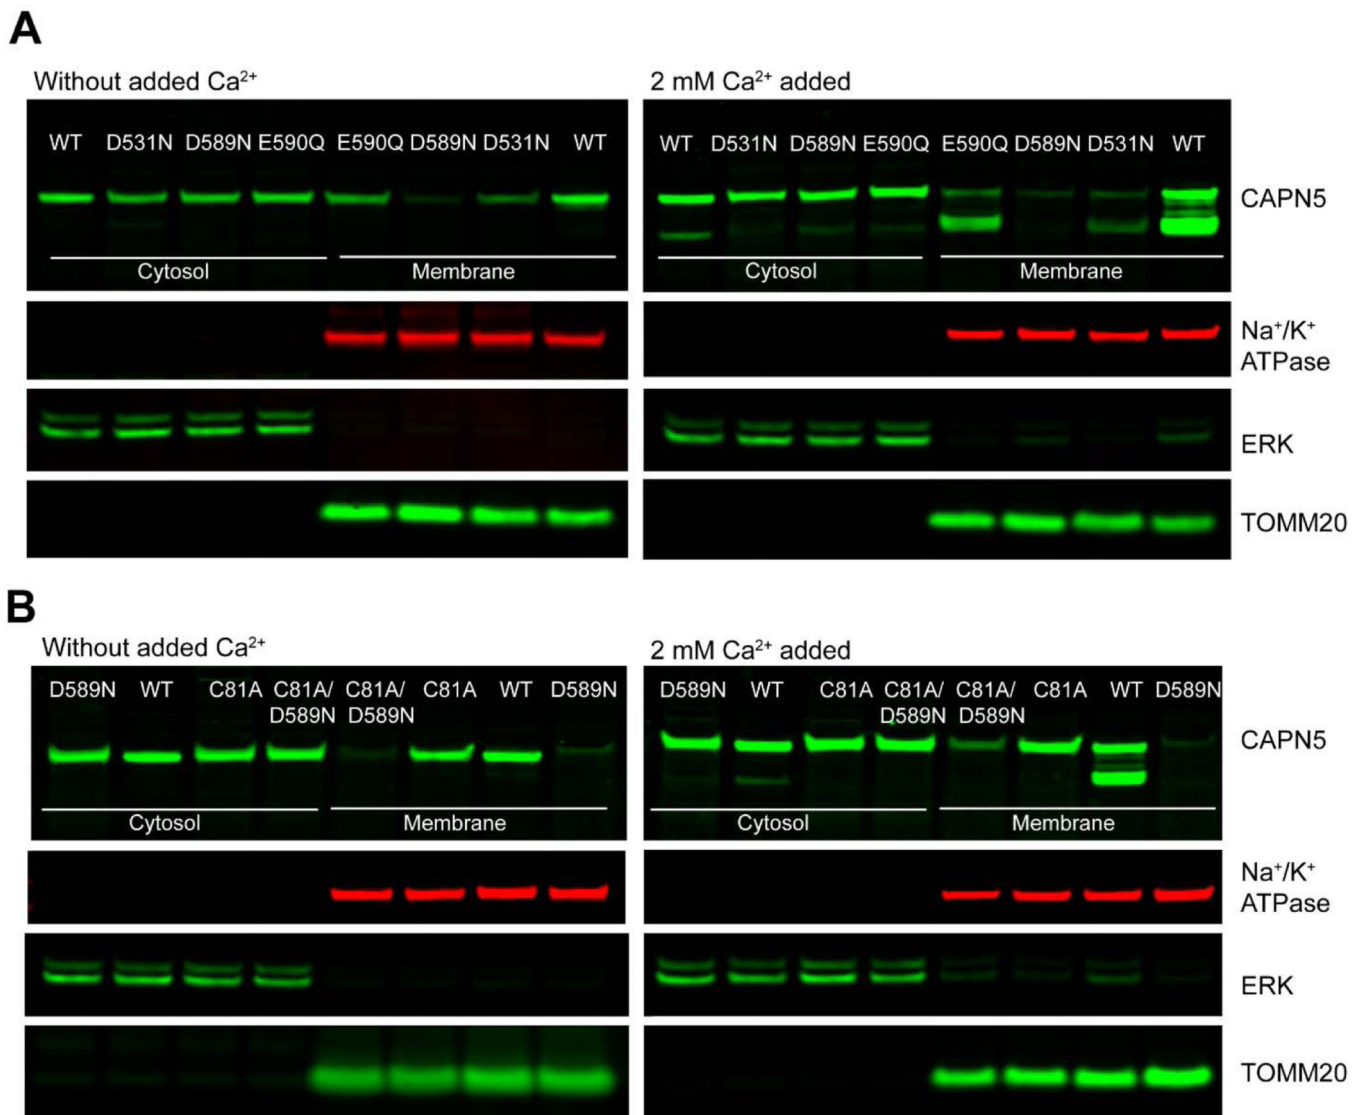 A
Without added Ca²⁺
2 mM Ca²⁺ added
WT D531N D589N E590Q E590Q D589N D531N WT
WT D531N D589N E590Q E590Q D589N D531N WT
CAPN5
Cytosol Membrane
Cytosol Membrane
Na⁺/K⁺
ATPase
ERK
TOMM20
B
Without added Ca²⁺
2 mM Ca²⁺ added
D589N WT C81A C81A/ C81A/ C81A WT D589N
D589N D589N
D589N WT C81A C81A/ C81A/ C81A WT D589N
D589N D589N
CAPN5
Cytosol Membrane
Cytosol Membrane
Na⁺/K⁺
ATPase
ERK
TOMM20